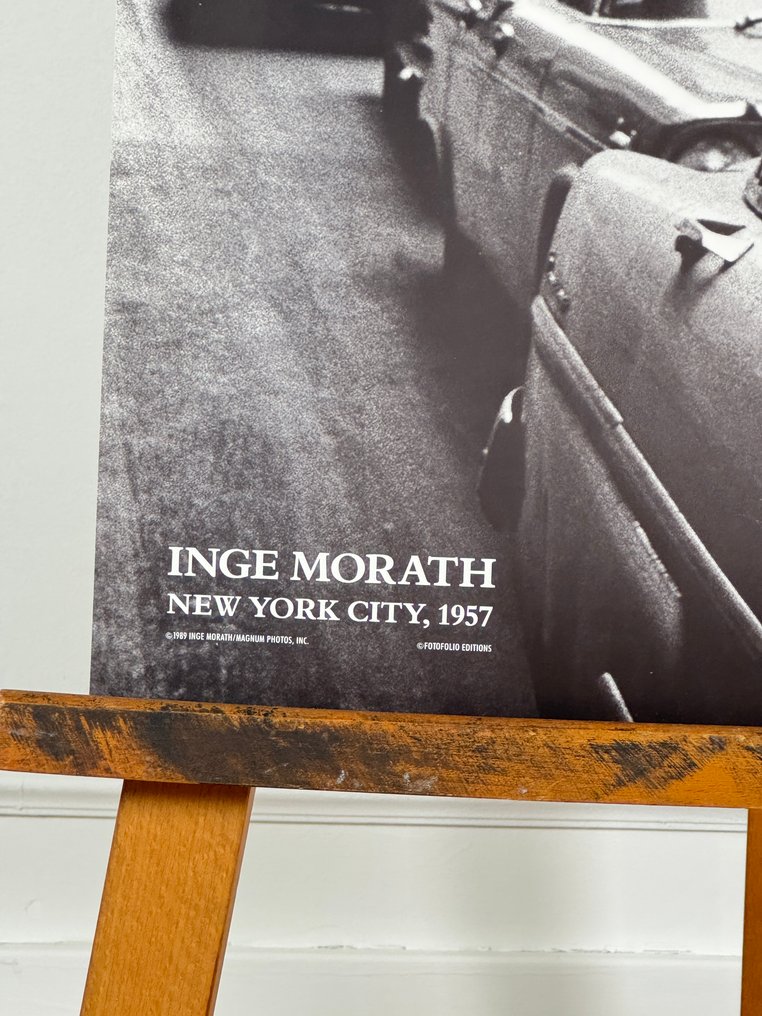 INGE MORATH
NEW YORK CITY, 1957
©1989 INGE MORATH/MAGNUM PHOTOS, INC. ©FOTOFOLIO EDITIONS